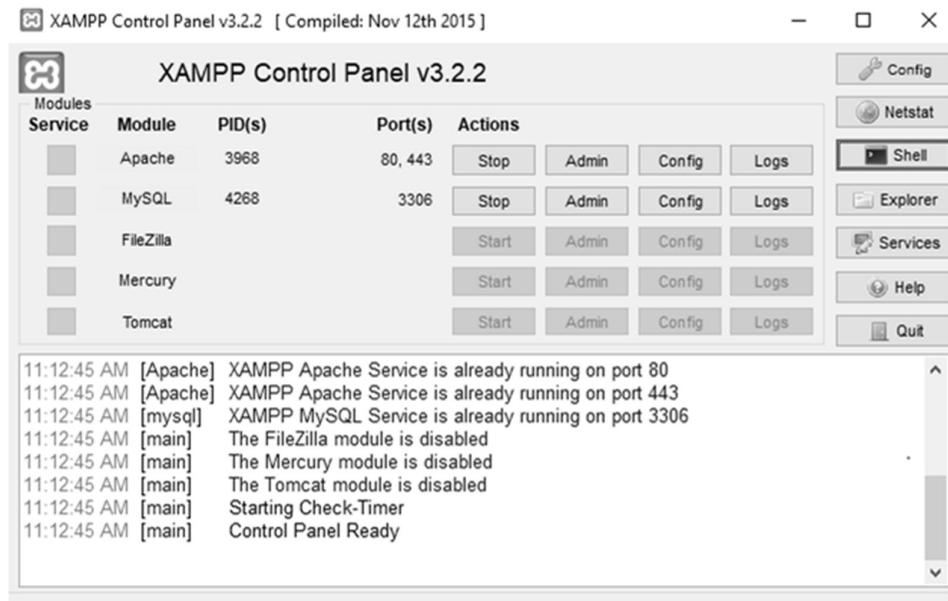 XAMPP Control Panel v3.2.2 [ Compiled: Nov 12th 2015 ]
XAMPP Control Panel v3.2.2
Config
Modules
Service Module PID(s) Port(s) Actions
Netstat
Apache 3968 80, 443 Stop Admin Config Logs
Shell
MySQL 4268 3306 Stop Admin Config Logs
Explorer
FileZilla Start Admin Config Logs
Services
Mercury Start Admin Config Logs
Help
Tomcat Start Admin Config Logs
Quit
11:12:45 AM [Apache] XAMPP Apache Service is already running on port 80
11:12:45 AM [Apache] XAMPP Apache Service is already running on port 443
11:12:45 AM [mysql] XAMPP MySQL Service is already running on port 3306
11:12:45 AM [main] The FileZilla module is disabled
11:12:45 AM [main] The Mercury module is disabled
11:12:45 AM [main] The Tomcat module is disabled
11:12:45 AM [main] Starting Check-Timer
11:12:45 AM [main] Control Panel Ready